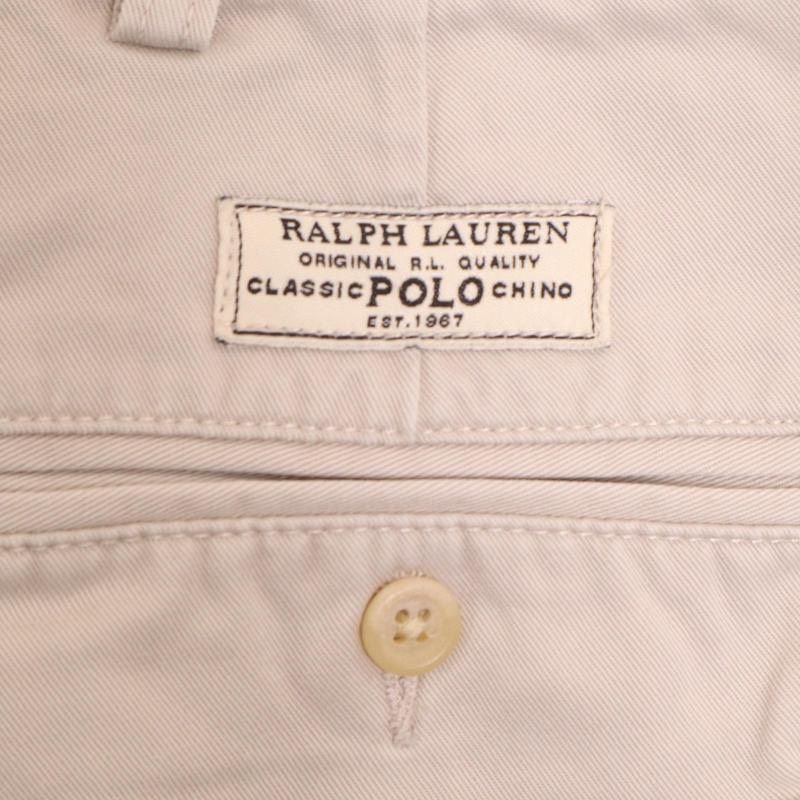 RALPH LAUREN
ORIGINAL R.L. QUALITY
CLASSIC POLO CHINO
EST. 1967